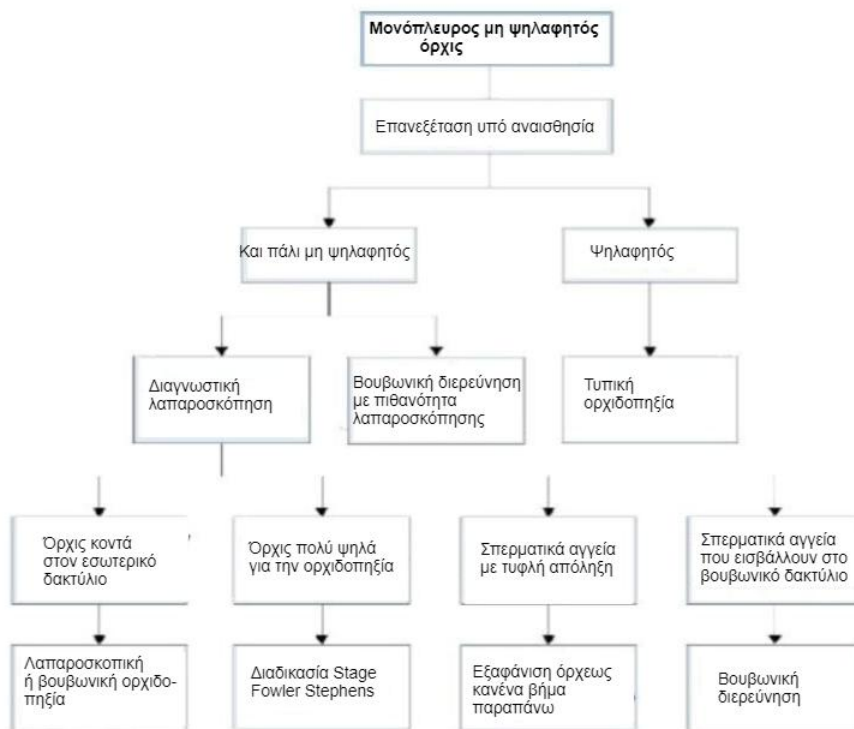 Μονόπλευρος μη ψηλαφητός
όρχις
Επανεξέταση υπό αναισθησία
Και πάλι μη ψηλαφητός
Ψηλαφητός
Διαγνωστική
λαπαροσκόπηση
Βουβωνική διερεύνηση
με πιθανότητα
λαπαροσκόπησης
Τυπική
ορχιδοπηξία
Όρχις κοντά
στον εσωτερικό
δακτύλιο
Όρχις πολύ ψηλά
για την ορχιδοπηξία
Σπερματικά αγγεία
με τυφλή απόληξη
Σπερματικά αγγεία
που εισβάλλουν στο
βουβωνικό δακτύλιο
Λαπαροσκοπική
ή βουβωνική ορχιδο-
πηξία
Διαδικασία Stage
Fowler Stephens
Εξαφάνιση όρχεως
κανένα βήμα
παραπάνω
Βουβωνική
διερεύνηση